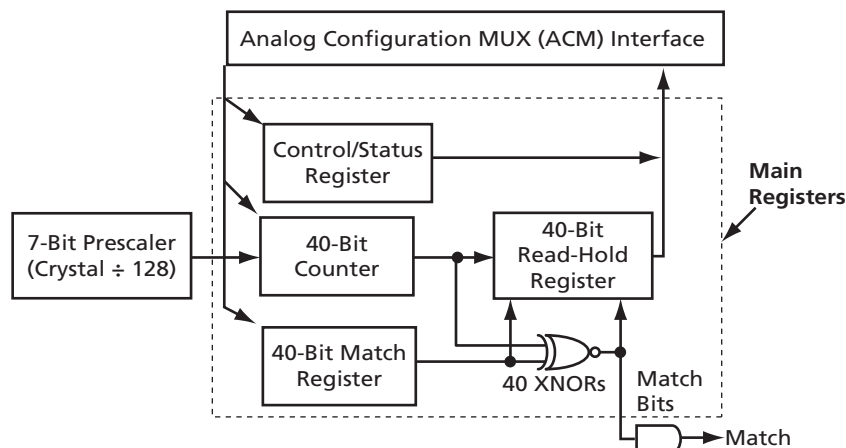 Analog Configuration MUX (ACM) Interface
Control/Status
Register
Main
Registers
7-Bit Prescaler
(Crystal ÷ 128)
40-Bit
Counter
40-Bit
Read-Hold
Register
40-Bit Match
Register
40 XNORs
Match
Bits
Match